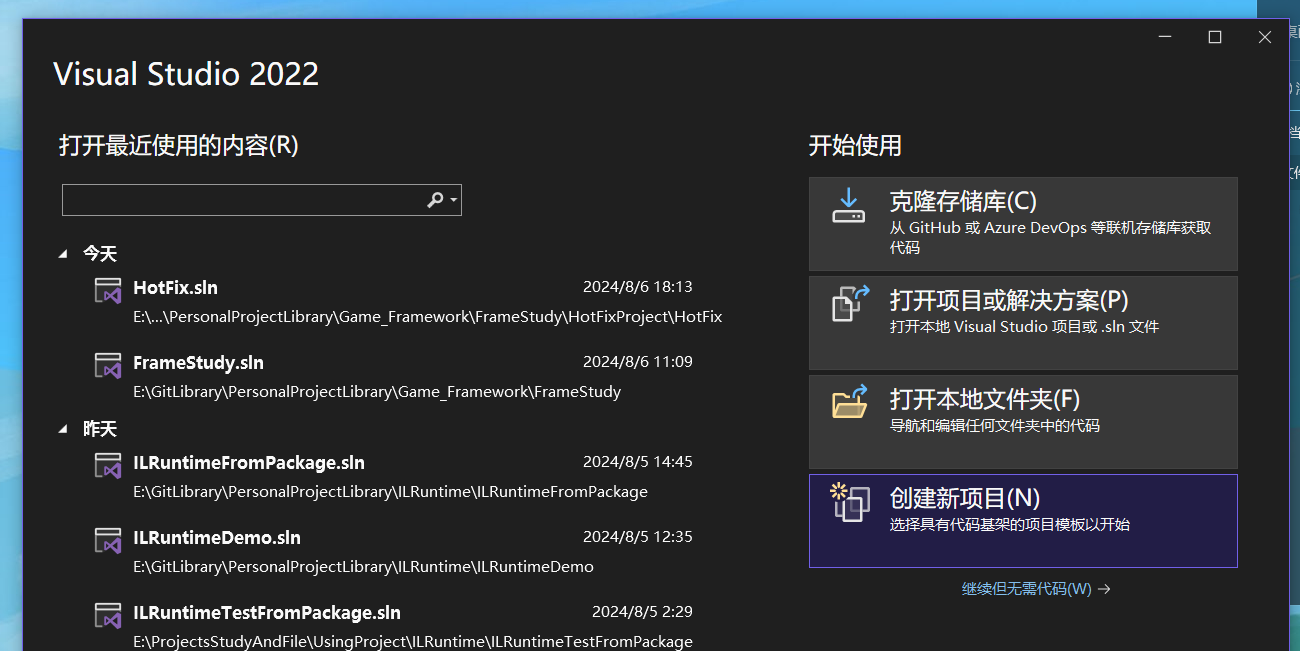 Visual Studio 2022
打开最近使用的内容(R)
今天
HotFix.sln 2024/8/6 18:13
E:\...\PersonalProjectLibrary\Game_Framework\FrameStudy\HotFixProject\HotFix
FrameStudy.sln 2024/8/6 11:09
E:\GitLibrary\PersonalProjectLibrary\Game_Framework\FrameStudy
昨天
ILRuntimeFromPackage.sln 2024/8/5 14:45
E:\GitLibrary\PersonalProjectLibrary\ILRuntime\ILRuntimeFromPackage
ILRuntimeDemo.sln 2024/8/5 12:35
E:\GitLibrary\PersonalProjectLibrary\ILRuntime\ILRuntimeDemo
ILRuntimeTestFromPackage.sln 2024/8/5 2:29
E:\ProjectsStudyAndFile\UsingProject\ILRuntime\ILRuntimeTestFromPackage
开始使用
克隆存储库(C)
从 GitHub 或 Azure DevOps 等联机存储库获取
代码
打开项目或解决方案(P)
打开本地 Visual Studio 项目或 .sln 文件
打开本地文件夹(F)
导航和编辑任何文件夹中的代码
创建新项目(N)
选择具有代码基架的项目模板以开始
继续但无需代码(W) →